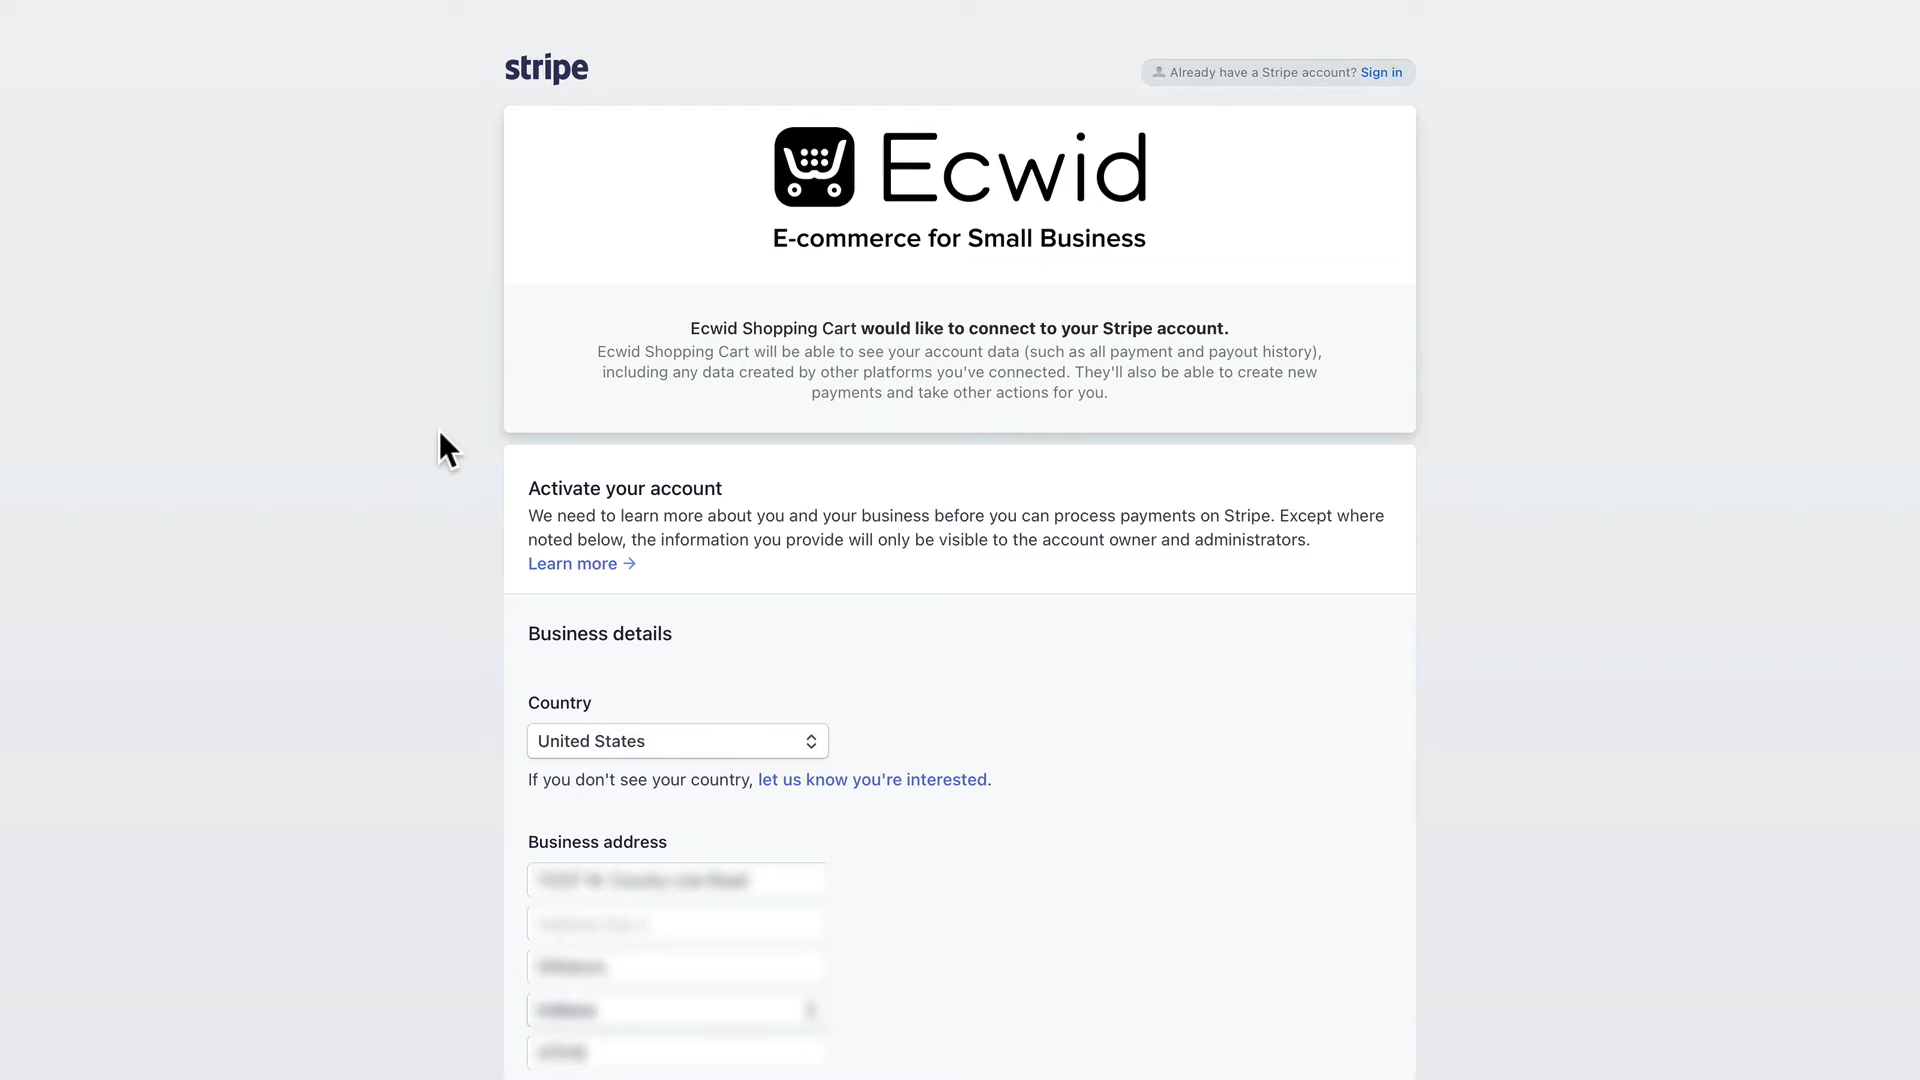 stripe
Already have a Stripe account? Sign in
Ecwid
E-commerce for Small Business
Ecwid Shopping Cart would like to connect to your Stripe account.
Ecwid Shopping Cart will be able to see your account data (such as all payment and payout history),
including any data created by other platforms you've connected. They'll also be able to create new
payments and take other actions for you.
Activate your account
We need to learn more about you and your business before you can process payments on Stripe. Except where
noted below, the information you provide will only be visible to the account owner and administrators.
Learn more →
Business details
Country
United States
If you don't see your country, let us know you're interested.
Business address